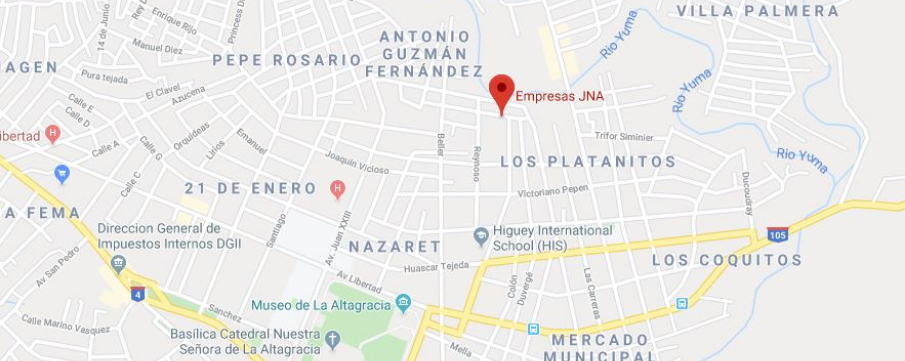 VILLA PALMERA
14 de Junio
Enrique Rijo
Princess D
Manuel Diez
Rio Yuma
ANTONIO
GUZMÁN
FERNÁNDEZ
PEPE ROSARIO
AGEN
Pura tejada
El Clavel
Azucena
Rio Yuma
Empresas JNA
Calle E
Calle D
ibertad
H
Orquideas
Lirios
Emanuel
Calle A
Calle G
Calle C
Joaquin Vicioso
Beller
Reynoso
Trifor Siminier
Rio Yuma
LOS PLATANITOS
21 DE ENERO
H
Victoriano Pepen
Ducoudray
A FEMA
Direccion General de
Impuestos Internos DGII
Santiago
Av. Juan XXIII
NAZARET
Higuey International
School (HIS)
105
LOS COQUITOS
Huascar Tejeda
Av San Pedro
Av Libertad
Colón
Duvergé
Las Carreras
4
Museo de La Altagracia
Sanchez
Calle Marino Vasquez
Basílica Catedral Nuestra
Señora de La Altagracia
Mella
MERCADO
MUNICIPAL